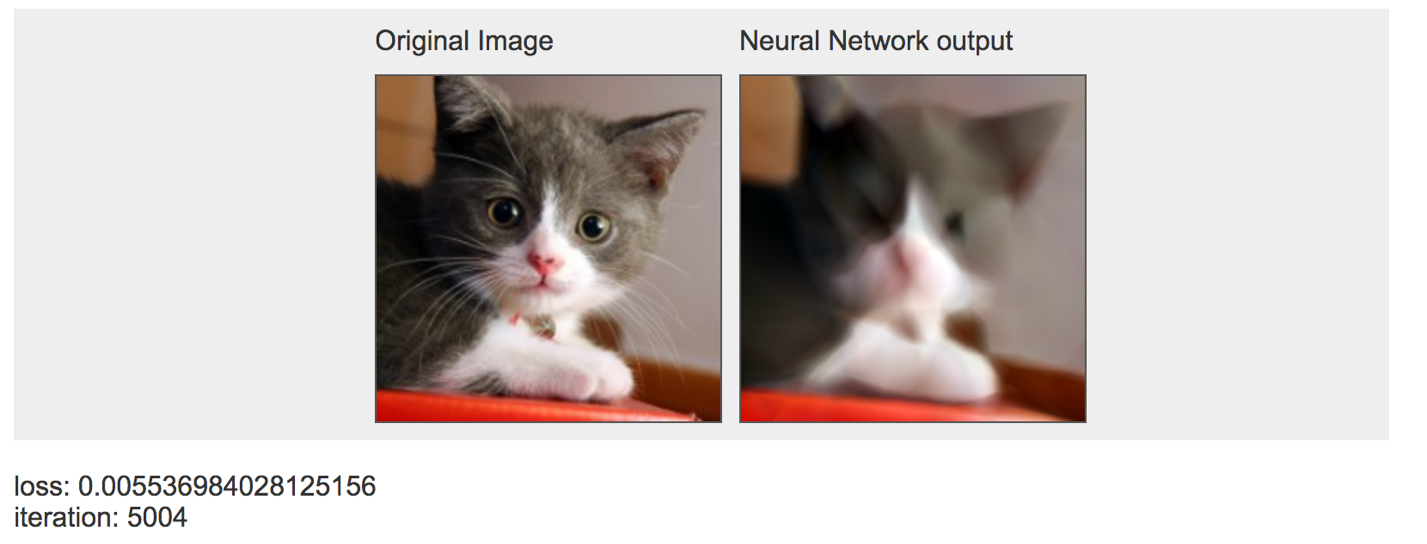 Original Image
Neural Network output
loss: 0.005536984028125156
iteration: 5004